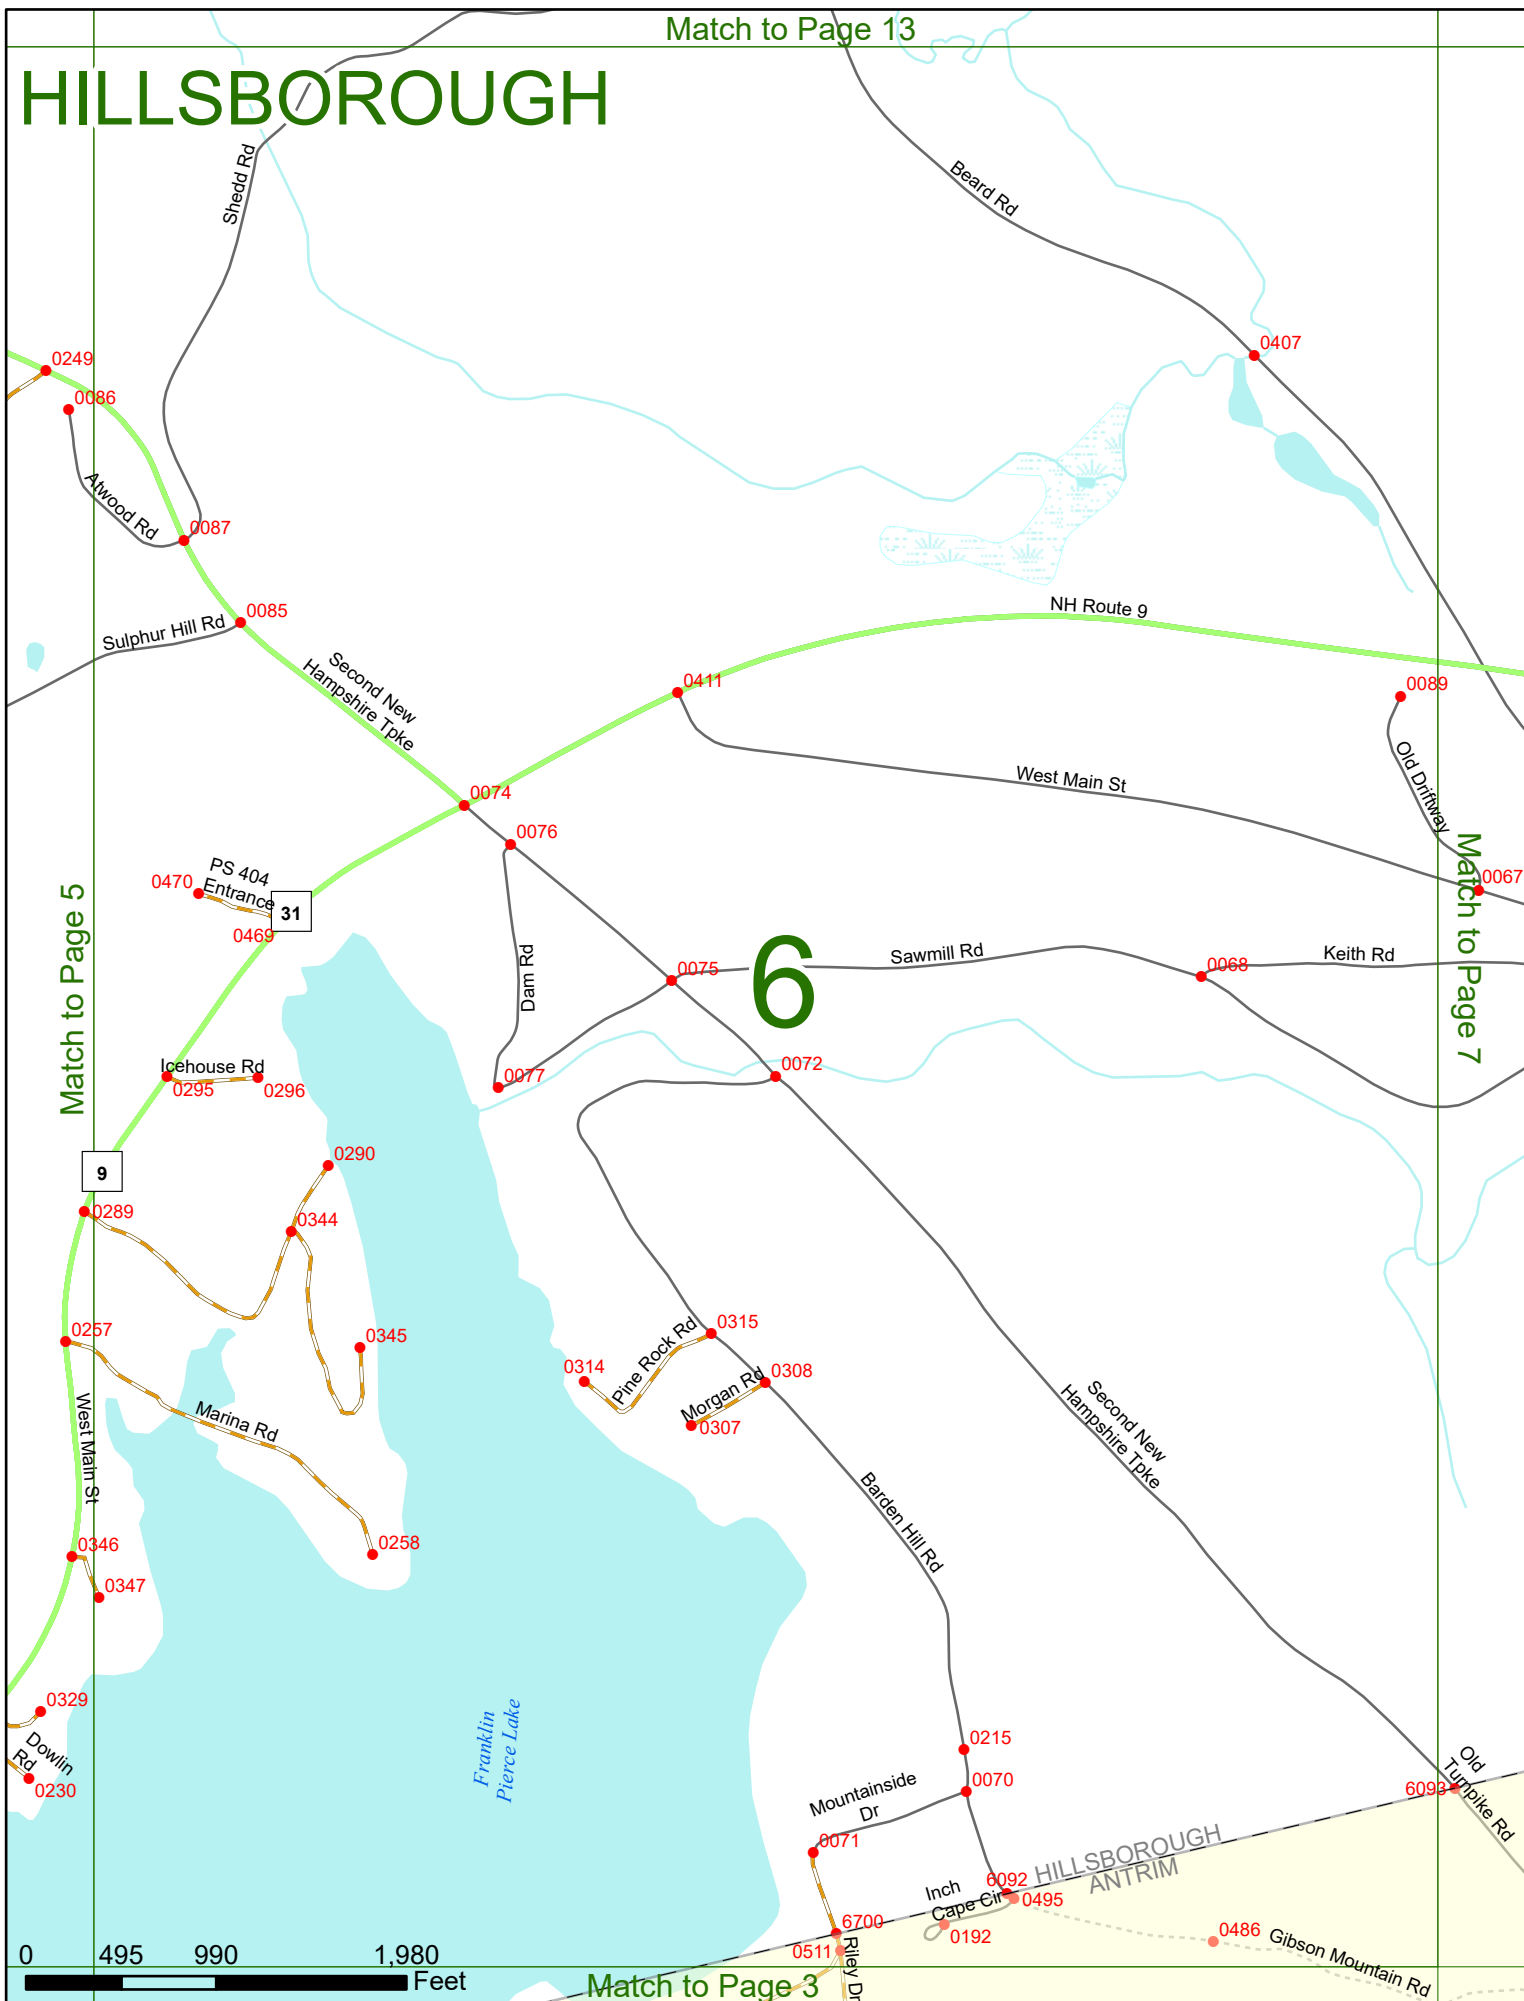 Match to Page 13
HILLSBOROUGH
Shedd Rd
Beard Rd
0407
0249
0086
Atwood Rd
0087
0085
Sulphur Hill Rd
Second New
Hampshire Tpke
NH Route 9
0411
0089
Old Driftway
West Main St
0074
0076
PS 404
Entrance
0470
31
0469
Match to Page 5
Match to Page 7
0067
6
Sawmill Rd
Keith Rd
0075
0068
Dam Rd
Icehouse Rd
0295
0296
0077
0072
9
0290
0289
0344
0257
0345
0315
Pine Rock Rd
0314
0308
Morgan Rd
0307
West Main St
Marina Rd
Second New
Hampshire Tpke
Barden Hill Rd
0258
0346
0347
0329
Dowlin
Rd
0230
Franklin
Pierce Lake
0215
0070
Mountainside
Dr
0071
Old
Turnpike Rd
6093
HILLSBOROUGH
ANTRIM
6092
0495
Inch
Cape Cir
0192
6700
0511
Riley Dr
0486
Gibson Mountain Rd
0 495 990 1,980
Feet
Match to Page 3